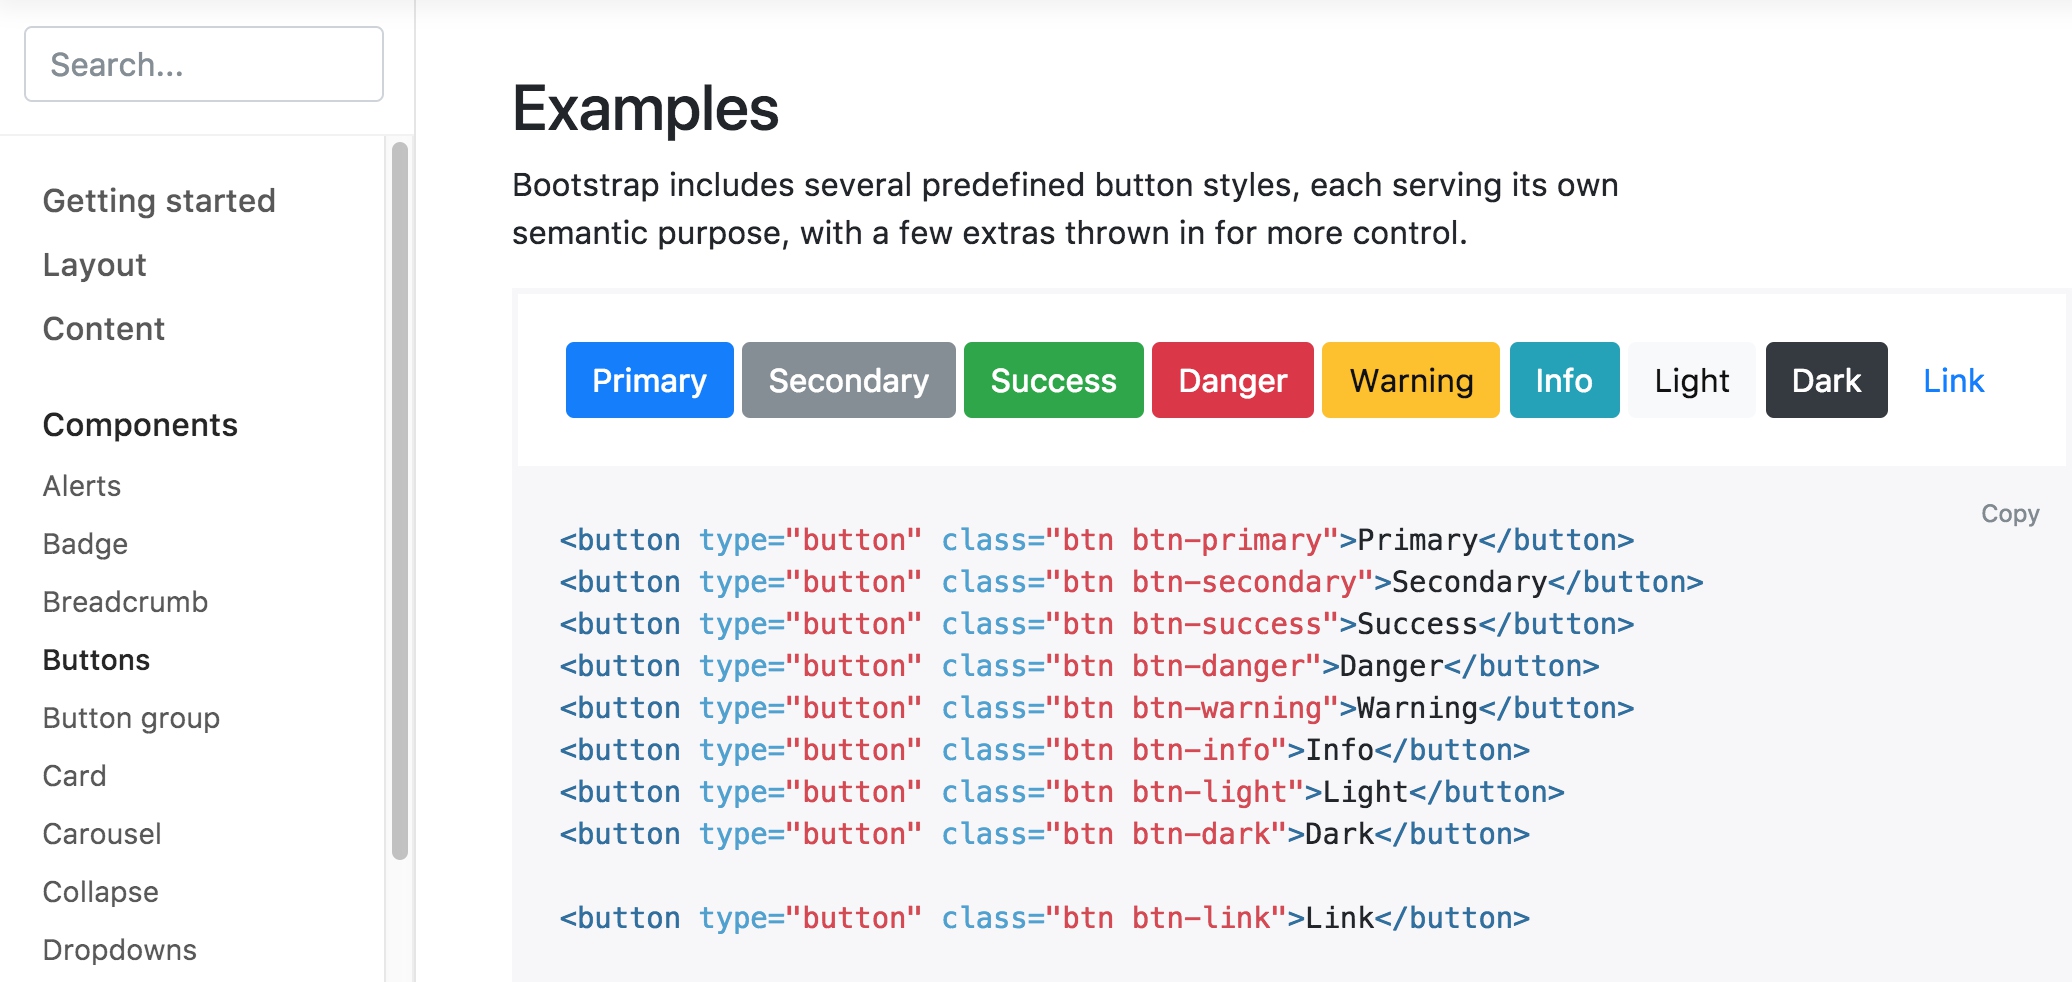 Search...
Getting started
Layout
Content
Components
Alerts
Badge
Breadcrumb
Buttons
Button group
Card
Carousel
Collapse
Dropdowns
Examples
Bootstrap includes several predefined button styles, each serving its own
semantic purpose, with a few extras thrown in for more control.
Primary Secondary Success Danger Warning Info Light Dark Link
Copy
<button type="button" class="btn btn-primary">Primary</button>
<button type="button" class="btn btn-secondary">Secondary</button>
<button type="button" class="btn btn-success">Success</button>
<button type="button" class="btn btn-danger">Danger</button>
<button type="button" class="btn btn-warning">Warning</button>
<button type="button" class="btn btn-info">Info</button>
<button type="button" class="btn btn-light">Light</button>
<button type="button" class="btn btn-dark">Dark</button>
<button type="button" class="btn btn-link">Link</button>